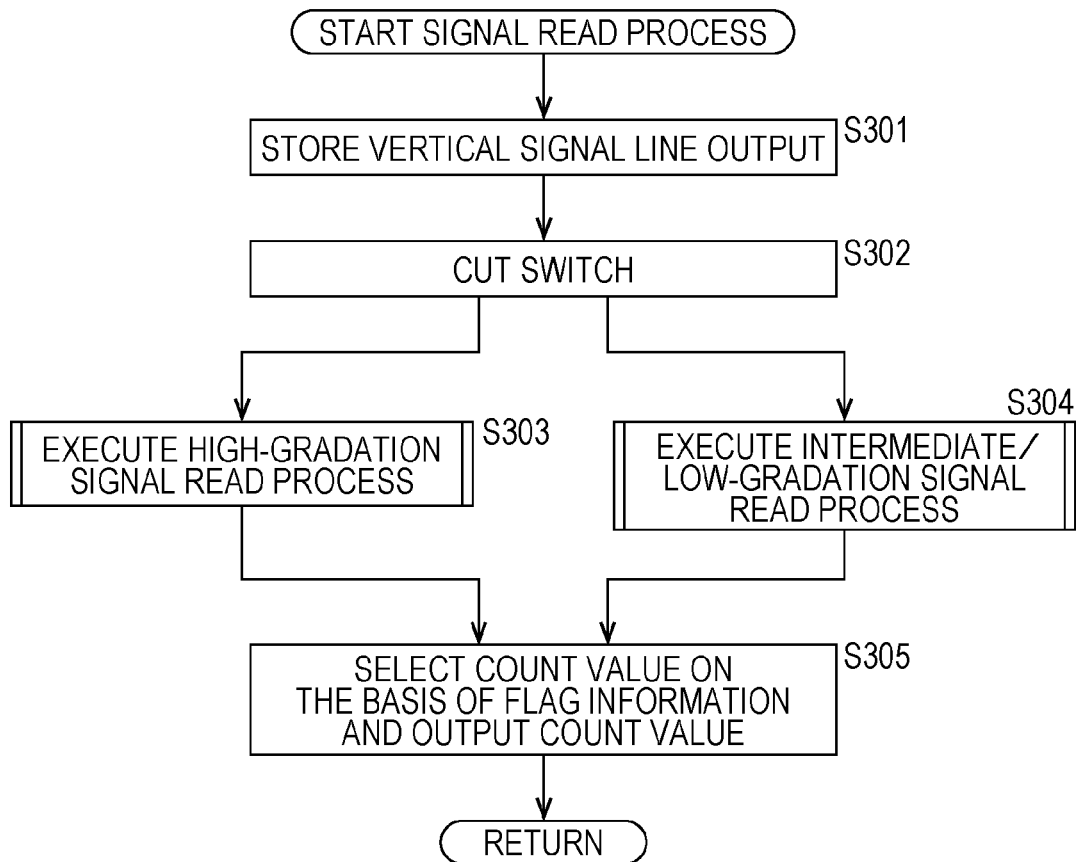 START SIGNAL READ PROCESS
S301
STORE VERTICAL SIGNAL LINE OUTPUT
S302
CUT SWITCH
S303
EXECUTE HIGH-GRADATION
SIGNAL READ PROCESS
S304
EXECUTE INTERMEDIATE/
LOW-GRADATION SIGNAL
READ PROCESS
S305
SELECT COUNT VALUE ON
THE BASIS OF FLAG INFORMATION
AND OUTPUT COUNT VALUE
RETURN